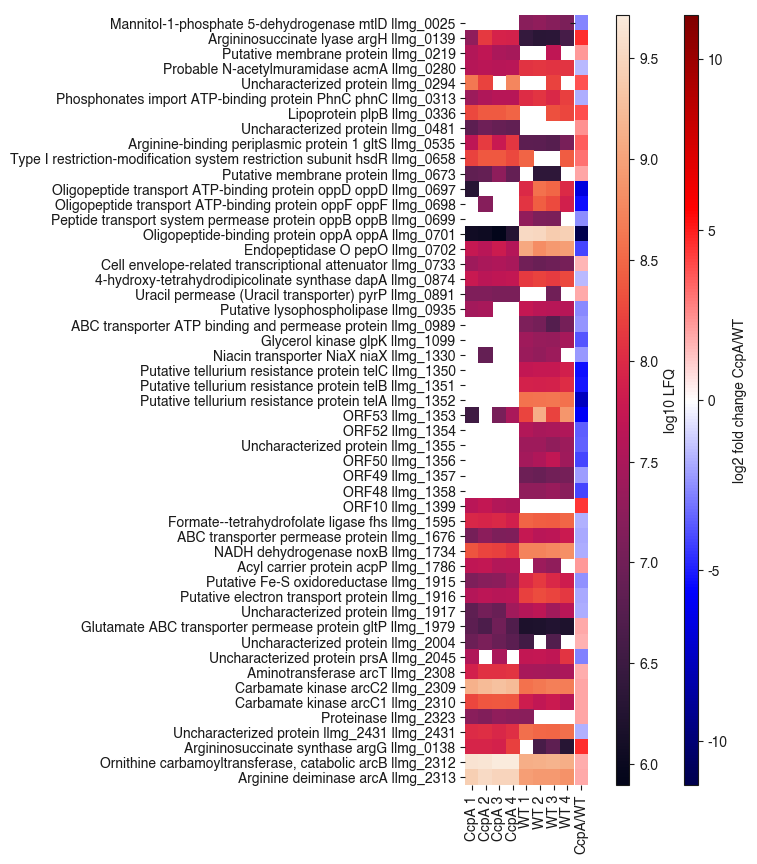 Mannitol-1-phosphate 5-dehydrogenase mtlD llmg_0025
Argininosuccinate lyase argH llmg_0139
Putative membrane protein llmg_0219
Probable N-acetylmuramidase acmA llmg_0280
Uncharacterized protein llmg_0294
Phosphonates import ATP-binding protein PhnC phnC llmg_0313
Lipoprotein plpB llmg_0336
Uncharacterized protein llmg_0481
Arginine-binding periplasmic protein 1 gltS llmg_0535
Type I restriction-modification system restriction subunit hsdR llmg_0658
Putative membrane protein llmg_0673
Oligopeptide transport ATP-binding protein oppD oppD llmg_0697
Oligopeptide transport ATP-binding protein oppF oppF llmg_0698
Peptide transport system permease protein oppB oppB llmg_0699
Oligopeptide-binding protein oppA oppA llmg_0701
Endopeptidase O pepO llmg_0702
Cell envelope-related transcriptional attenuator llmg_0733
4-hydroxy-tetrahydrodipicolinate synthase dapA llmg_0874
Uracil permease (Uracil transporter) pyrP llmg_0891
Putative lysophospholipase llmg_0935
ABC transporter ATP binding and permease protein llmg_0989
Glycerol kinase glpK llmg_1099
Niacin transporter NiaX niaX llmg_1330
Putative tellurium resistance protein telC llmg_1350
Putative tellurium resistance protein telB llmg_1351
Putative tellurium resistance protein telA llmg_1352
ORF53 llmg_1353
ORF52 llmg_1354
Uncharacterized protein llmg_1355
ORF50 llmg_1356
ORF49 llmg_1357
ORF48 llmg_1358
ORF10 llmg_1399
Formate--tetrahydrofolate ligase fhs llmg_1595
ABC transporter permease protein llmg_1676
NADH dehydrogenase noxB llmg_1734
Acyl carrier protein acpP llmg_1786
Putative Fe-S oxidoreductase llmg_1915
Putative electron transport protein llmg_1916
Uncharacterized protein llmg_1917
Glutamate ABC transporter permease protein gltP llmg_1979
Uncharacterized protein llmg_2004
Uncharacterized protein prsA llmg_2045
Aminotransferase arcT llmg_2308
Carbamate kinase arcC2 llmg_2309
Carbamate kinase arcC1 llmg_2310
Proteinase llmg_2323
Uncharacterized protein llmg_2431 llmg_2431
Argininosuccinate synthase argG llmg_0138
Ornithine carbamoyltransferase, catabolic arcB llmg_2312
Arginine deiminase arcA llmg_2313
CcpA 1
CcpA 2
CcpA 3
CcpA 4
WT 1
WT 2
WT 3
WT 4
CcpA/WT
9.5
9.0
8.5
8.0
7.5
7.0
6.5
6.0
log10 LFQ
10
5
0
-5
-10
log2 fold change CcpA/WT